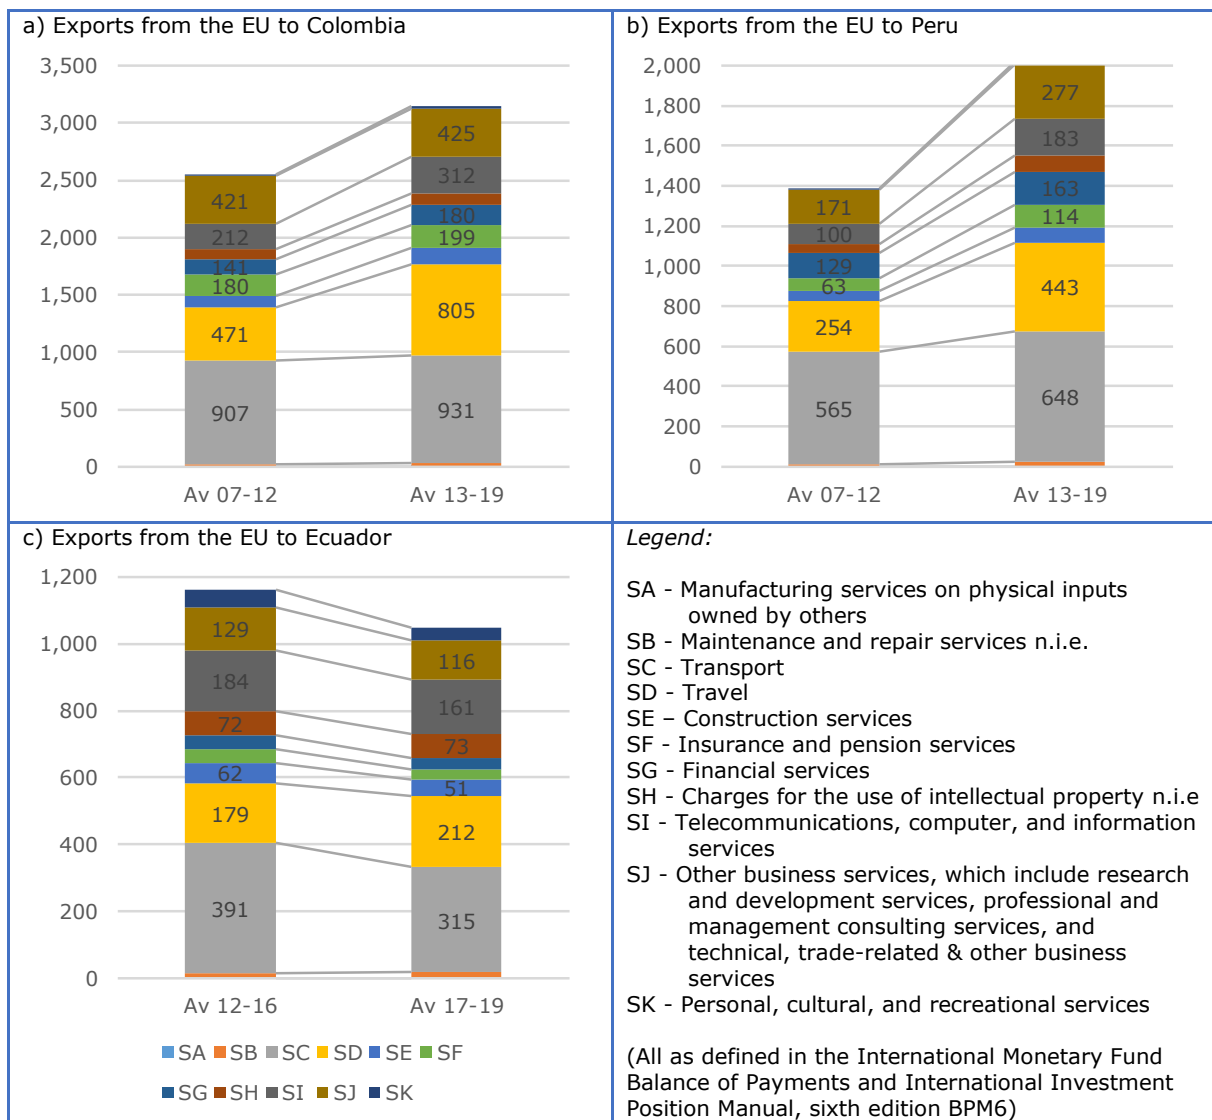 a) Exports from the EU to Colombia
3,500
3,000
2,500
2,000
1,500
1,000
500
0
421
212
141
180
471
907
425
312
180
199
805
931
Av 07-12
Av 13-19
b) Exports from the EU to Peru
2,000
1,800
1,600
1,400
1,200
1,000
800
600
400
200
0
171
100
129
63
254
565
277
183
163
114
443
648
Av 07-12
Av 13-19
c) Exports from the EU to Ecuador
1,200
1,000
800
600
400
200
0
129
184
72
62
179
391
116
161
73
51
212
315
Av 12-16
Av 17-19
SA SB SC SD SE SF
SG SH SI SJ SK
Legend:
SA - Manufacturing services on physical inputs
owned by others
SB - Maintenance and repair services n.i.e.
SC - Transport
SD - Travel
SE – Construction services
SF - Insurance and pension services
SG - Financial services
SH - Charges for the use of intellectual property n.i.e
SI - Telecommunications, computer, and information
services
SJ - Other business services, which include research
and development services, professional and
management consulting services, and
technical, trade-related & other business
services
SK - Personal, cultural, and recreational services
(All as defined in the International Monetary Fund
Balance of Payments and International Investment
Position Manual, sixth edition BPM6)